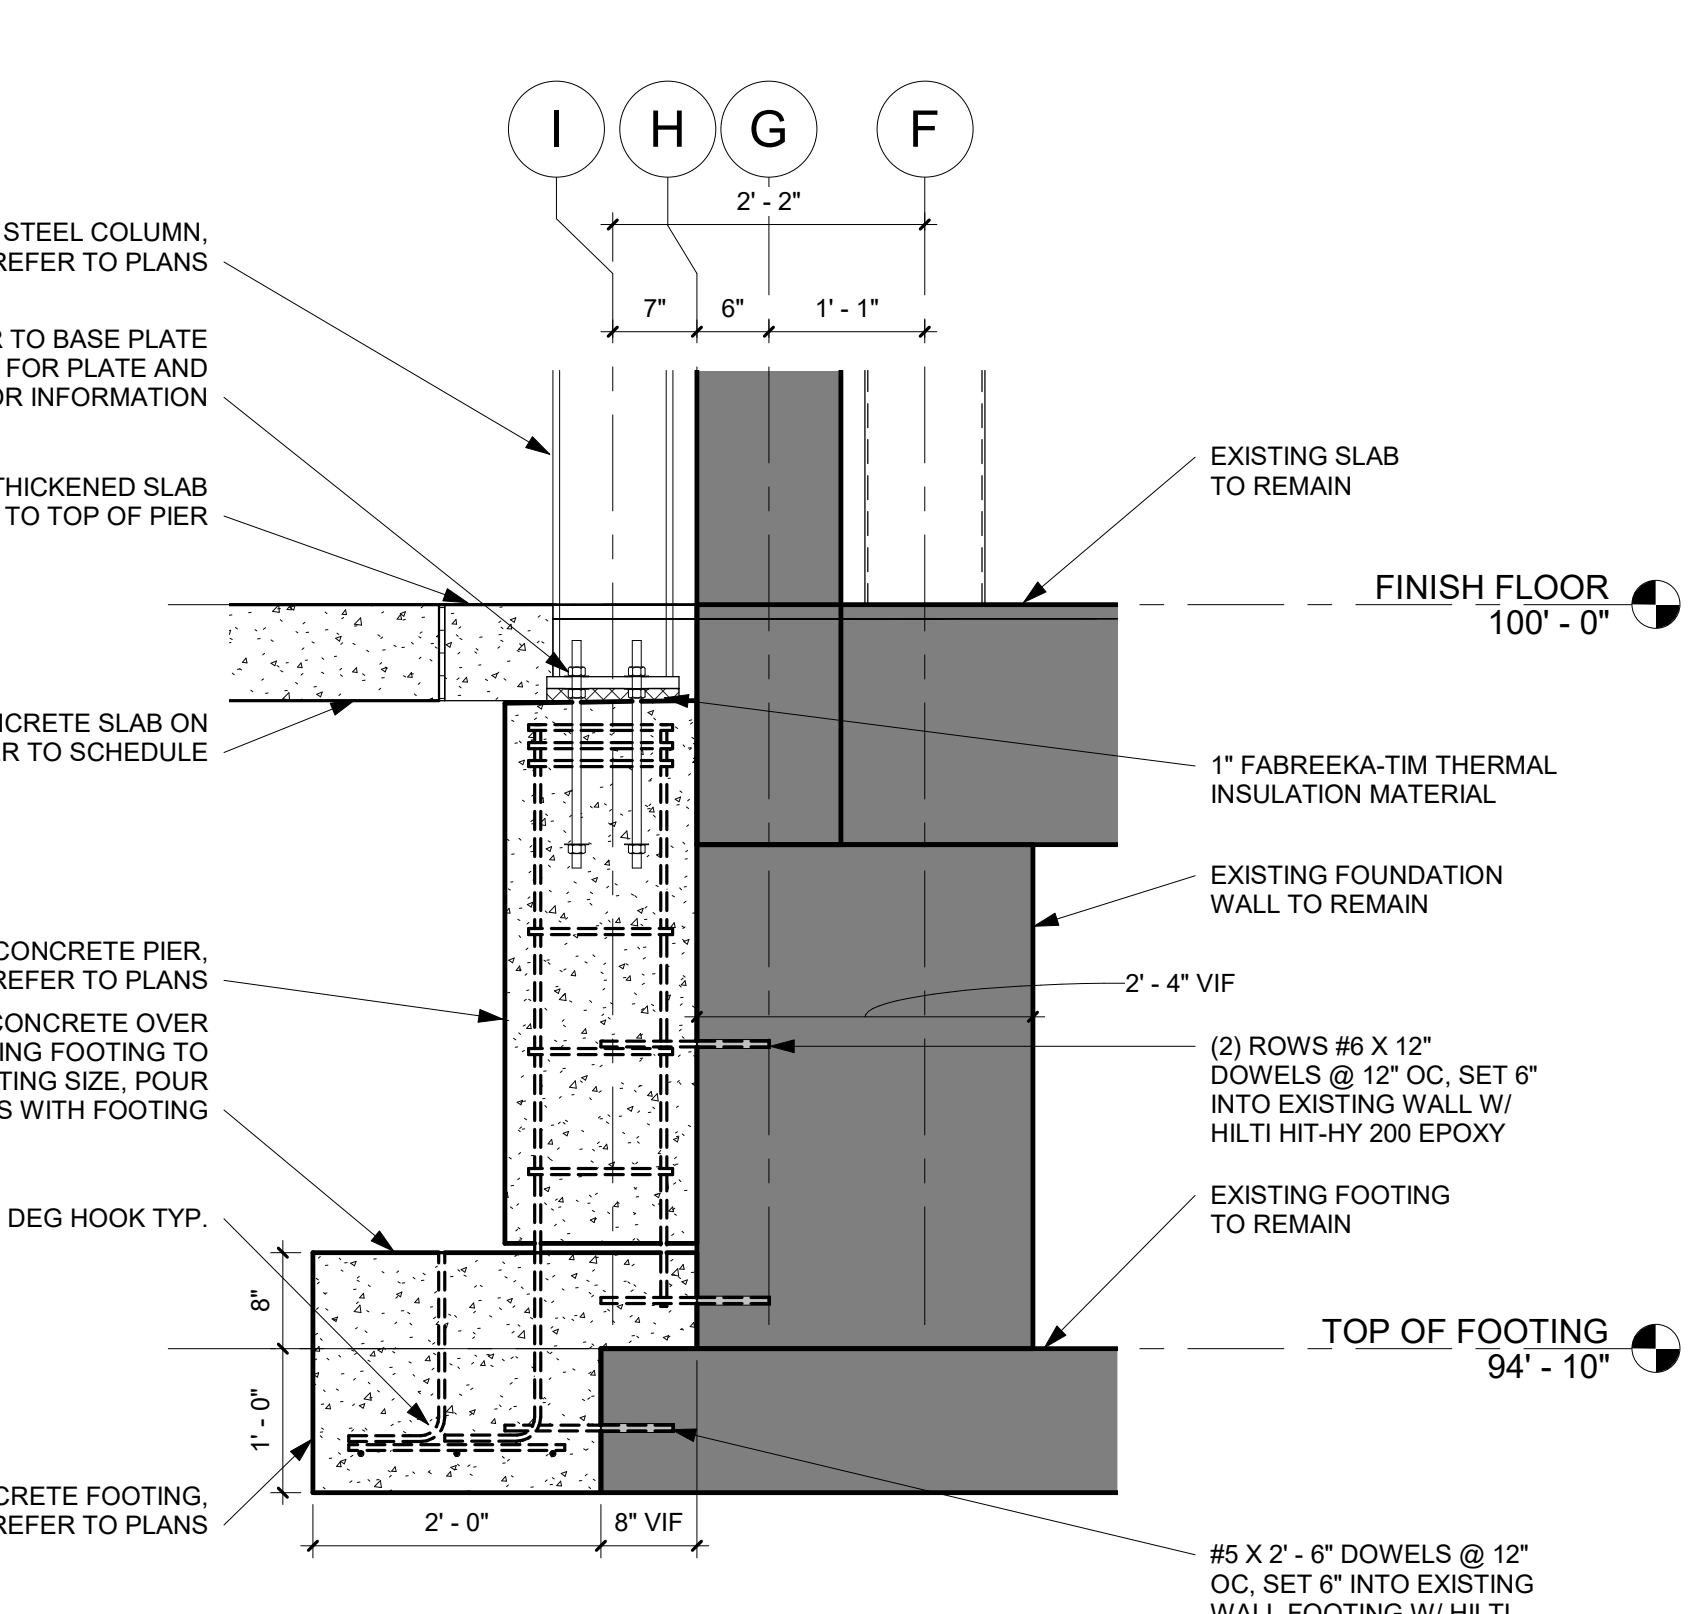 I
H
G
F
2' - 2"
7"
6"
1' - 1"
STEEL COLUMN,
REFER TO PLANS
TO BASE PLATE
FOR PLATE AND
OR INFORMATION
THICKENED SLAB
TO TOP OF PIER
SLAB ON
TO SCHEDULE
CONCRETE PIER,
REFER TO PLANS
CONCRETE OVER
FOOTING TO
SIZE, POUR
WITH FOOTING
DEG HOOK TYP.
FOOTING,
REFER TO PLANS
EXISTING SLAB
TO REMAIN
FINISH FLOOR
100' - 0"
1" FABREEKA-TIM THERMAL
INSULATION MATERIAL
EXISTING FOUNDATION
WALL TO REMAIN
2' - 4" VIF
(2) ROWS #6 X 12"
DOWELS @ 12" OC, SET 6"
INTO EXISTING WALL W/
HILTI HIT-HY 200 EPOXY
EXISTING FOOTING
TO REMAIN
TOP OF FOOTING
94' - 10"
8"
1' - 0"
2' - 0"
8" VIF
#5 X 2' - 6" DOWELS @ 12"
OC, SET 6" INTO EXISTING
WALL FOOTING W/ HILTI